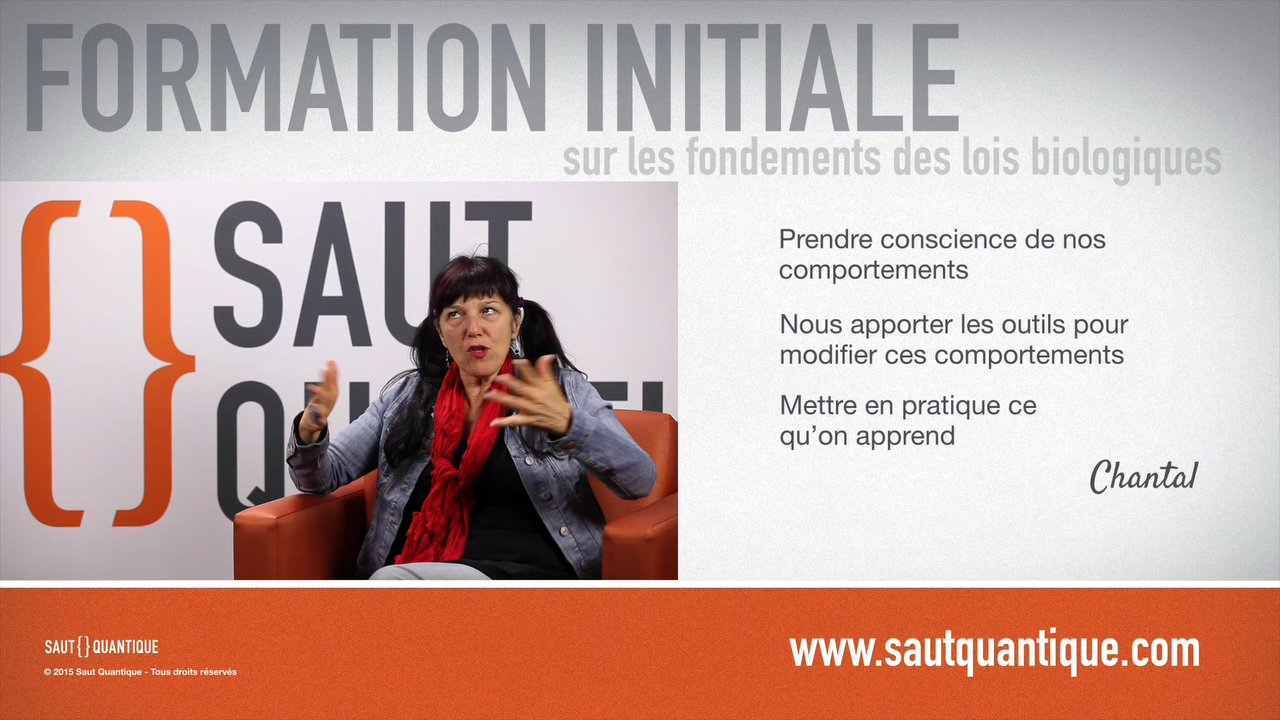 FORMATION INITIALE
sur les fondements des lois biologiques
SAUT
Prendre conscience de nos
comportements
Nous apporter les outils pour
modifier ces comportements
Mettre en pratique ce
qu’on apprend
Chantal
SAUT{}QUANTIQUE
© 2015 Saut Quantique - Tous droits réservés
www.sautquantique.com